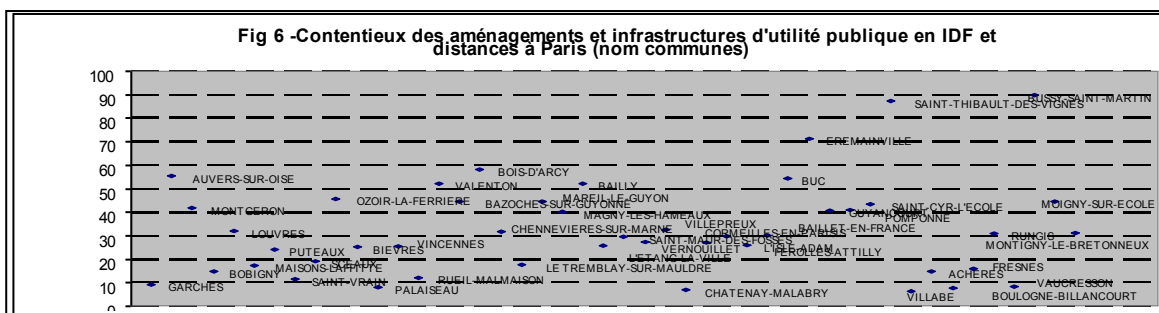 Fig 6 -Contentieux des aménagements et infrastructures d'utilité publique en IDF et
distances à Paris (nom communes)
100
90
80
70
60
50
40
30
20
10
0
BUSSY-SAINT-MARTIN
SAINT-THIBAULT-DES-VIGNES
EREMAINVILLE
BOIS-D'ARCY
AUVERS-SUR-OISE
VALENTON
BAILLY
BUC
MAREIL-LE-GUYON
OZOIR-LA-FERRIERE
BAZOCHES-SUR-GUYONNE
SAINT-CYR-L'ECOLE
MOIGNY-SUR-ECOLE
MONTGERON
MAGNY-LES-HAMEAUX
GUYANCOURT
POMPONNE
LOUVRES
CHENNEVIERES-SUR-MARNE
VILLEPREUX
CORMEILLES-EN-PARISIS
BAILLET-EN-FRANCE
RUNGIS
SAINT-MAUR-DES-FOSSES
MONTIGNY-LE-BRETONNEUX
PUTEAUX
BIEVRES
VINCENNES
VERNOUILLET
L'ISLE-ADAM
FEROLLES-ATTILLY
L'ETANG-LA-VILLE
SCEAUX
MAISONS-LAFFITTE
LE TREMBLAY-SUR-MAULDRE
BOBIGNY
ACHERES
FRESNES
SAINT-VRAIN
RUEIL-MALMAISON
GARCHES
PALAISEAU
CHATENAY-MALABRY
VILLABE
VAUCRESSON
BOULOGNE-BILLANCOURT